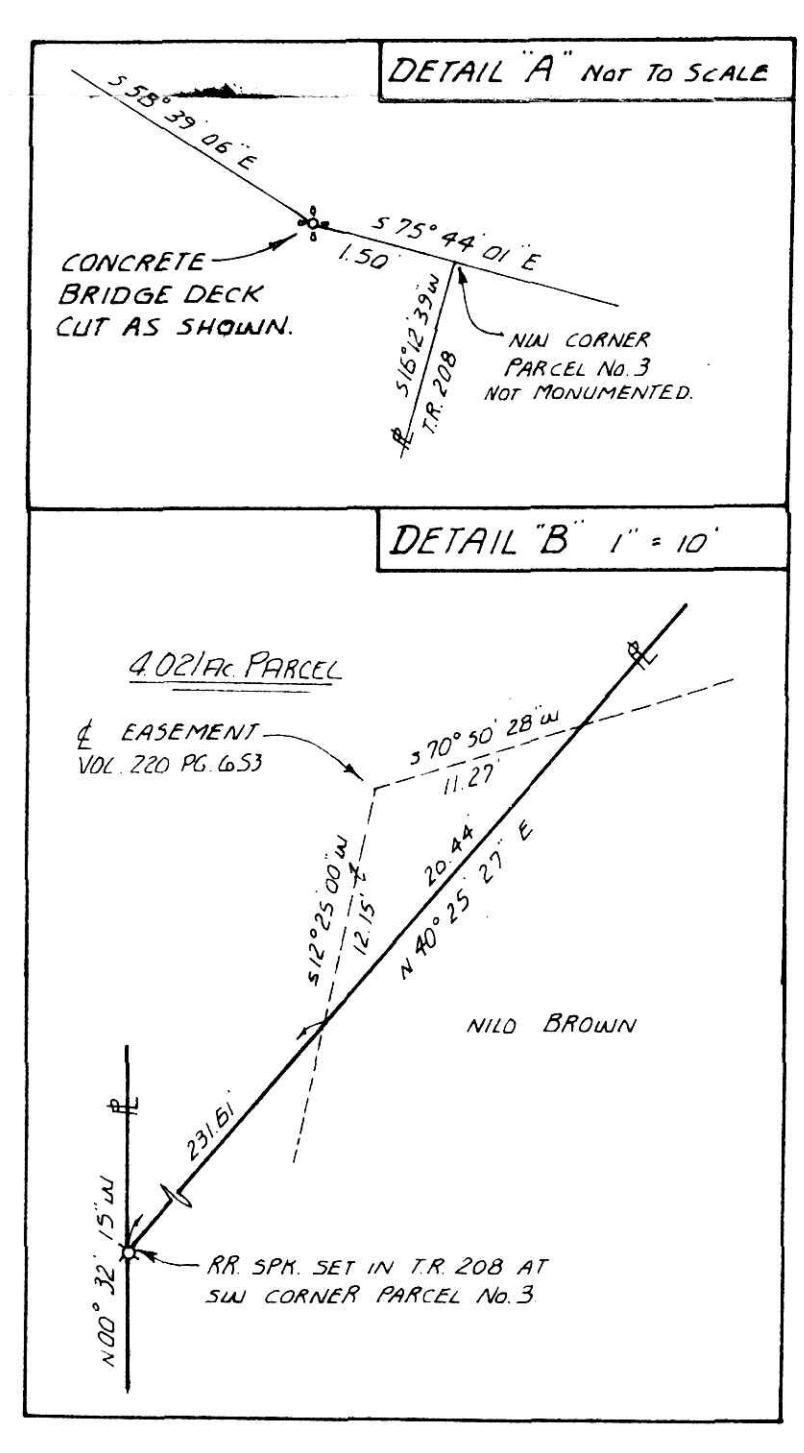 DETAIL "A" NOT TO SCALE
S 58° 39' 06" E
S 75° 44' 01" E
1.50'
CONCRETE
BRIDGE DECK
CUT AS SHOWN.
S 16° 12' 39" W
T.R. 208
PL
NW CORNER
PARCEL No. 3
NOT MONUMENTED.
DETAIL "B" 1" = 10'
4.021 Ac. PARCEL
PL
℄ EASEMENT
VOL. 220 PG. 653
S 70° 50' 28" W
11.27'
S 12° 25' 00" W
12.15'
20.44'
N 40° 25' 27" E
NILO BROWN
PL
231.61'
N 00° 32' 15" W
RR. SPK. SET IN T.R. 208 AT
SW CORNER PARCEL No. 3